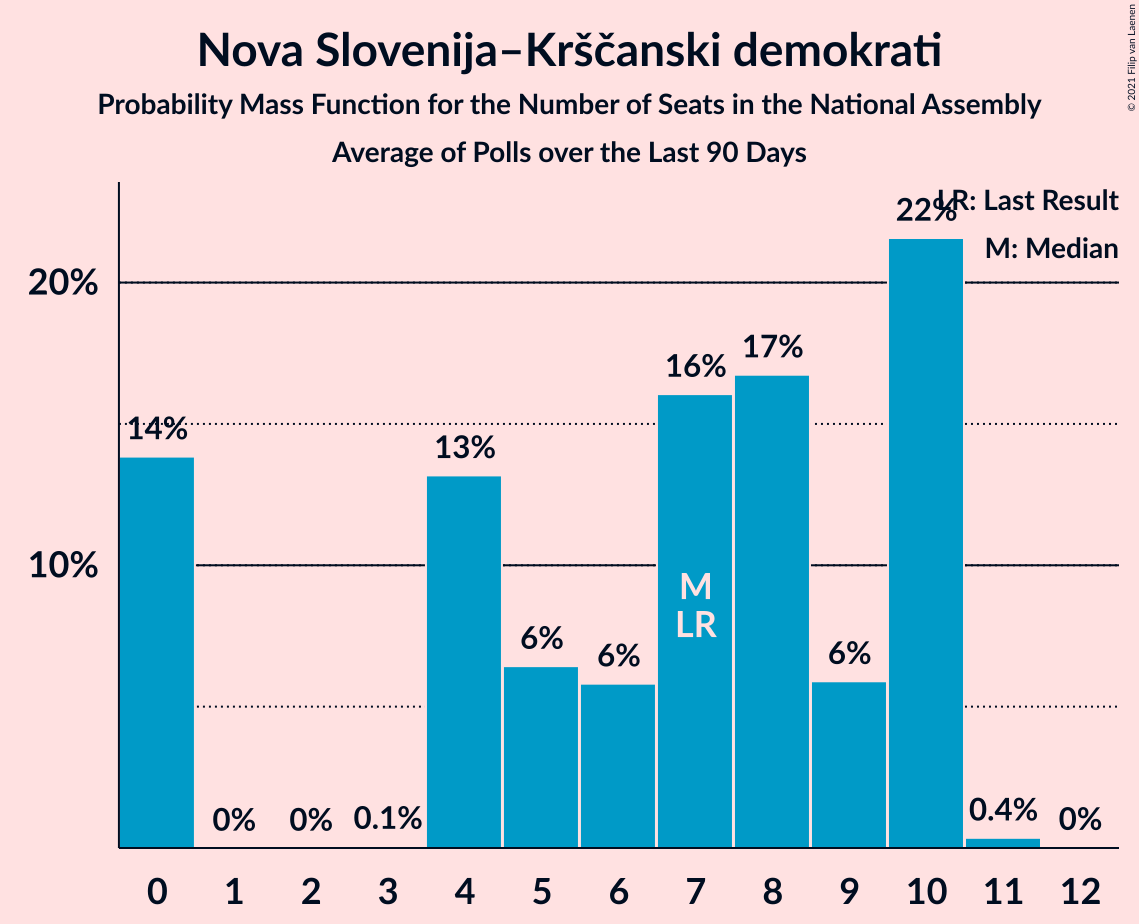 Nova Slovenija–Krščanski demokrati
Probability Mass Function for the Number of Seats in the National Assembly
Average of Polls over the Last 90 Days
© 2021 Filip van Laenen
LR: Last Result
M: Median
22%
20%
17%
16%
14%
13%
10%
M
LR
6%
6%
6%
0%
0%
0.1%
0.4%
0%
0 1 2 3 4 5 6 7 8 9 10 11 12